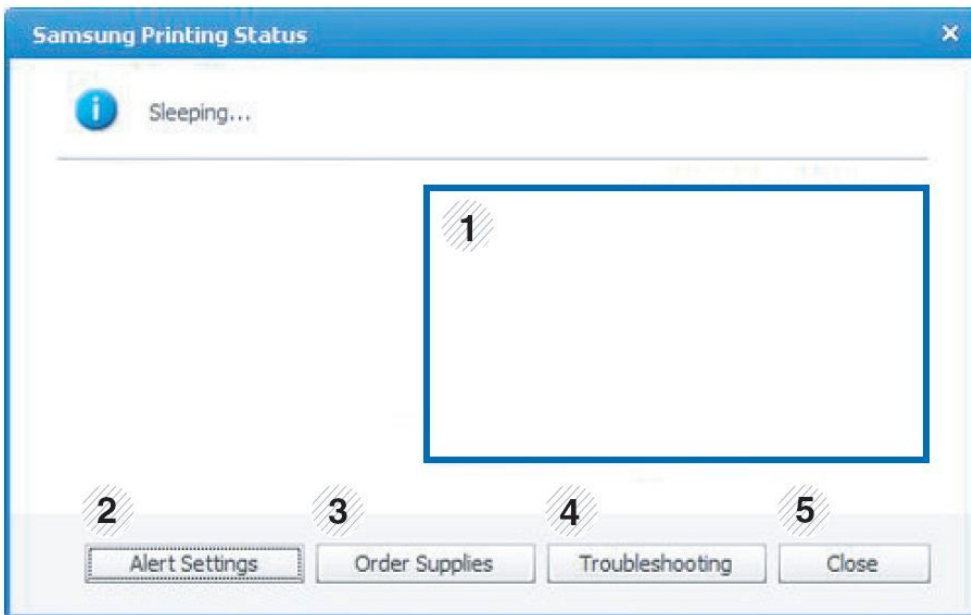 Samsung Printing Status
Sleeping...
1
2 3 4 5
Alert Settings Order Supplies Troubleshooting Close